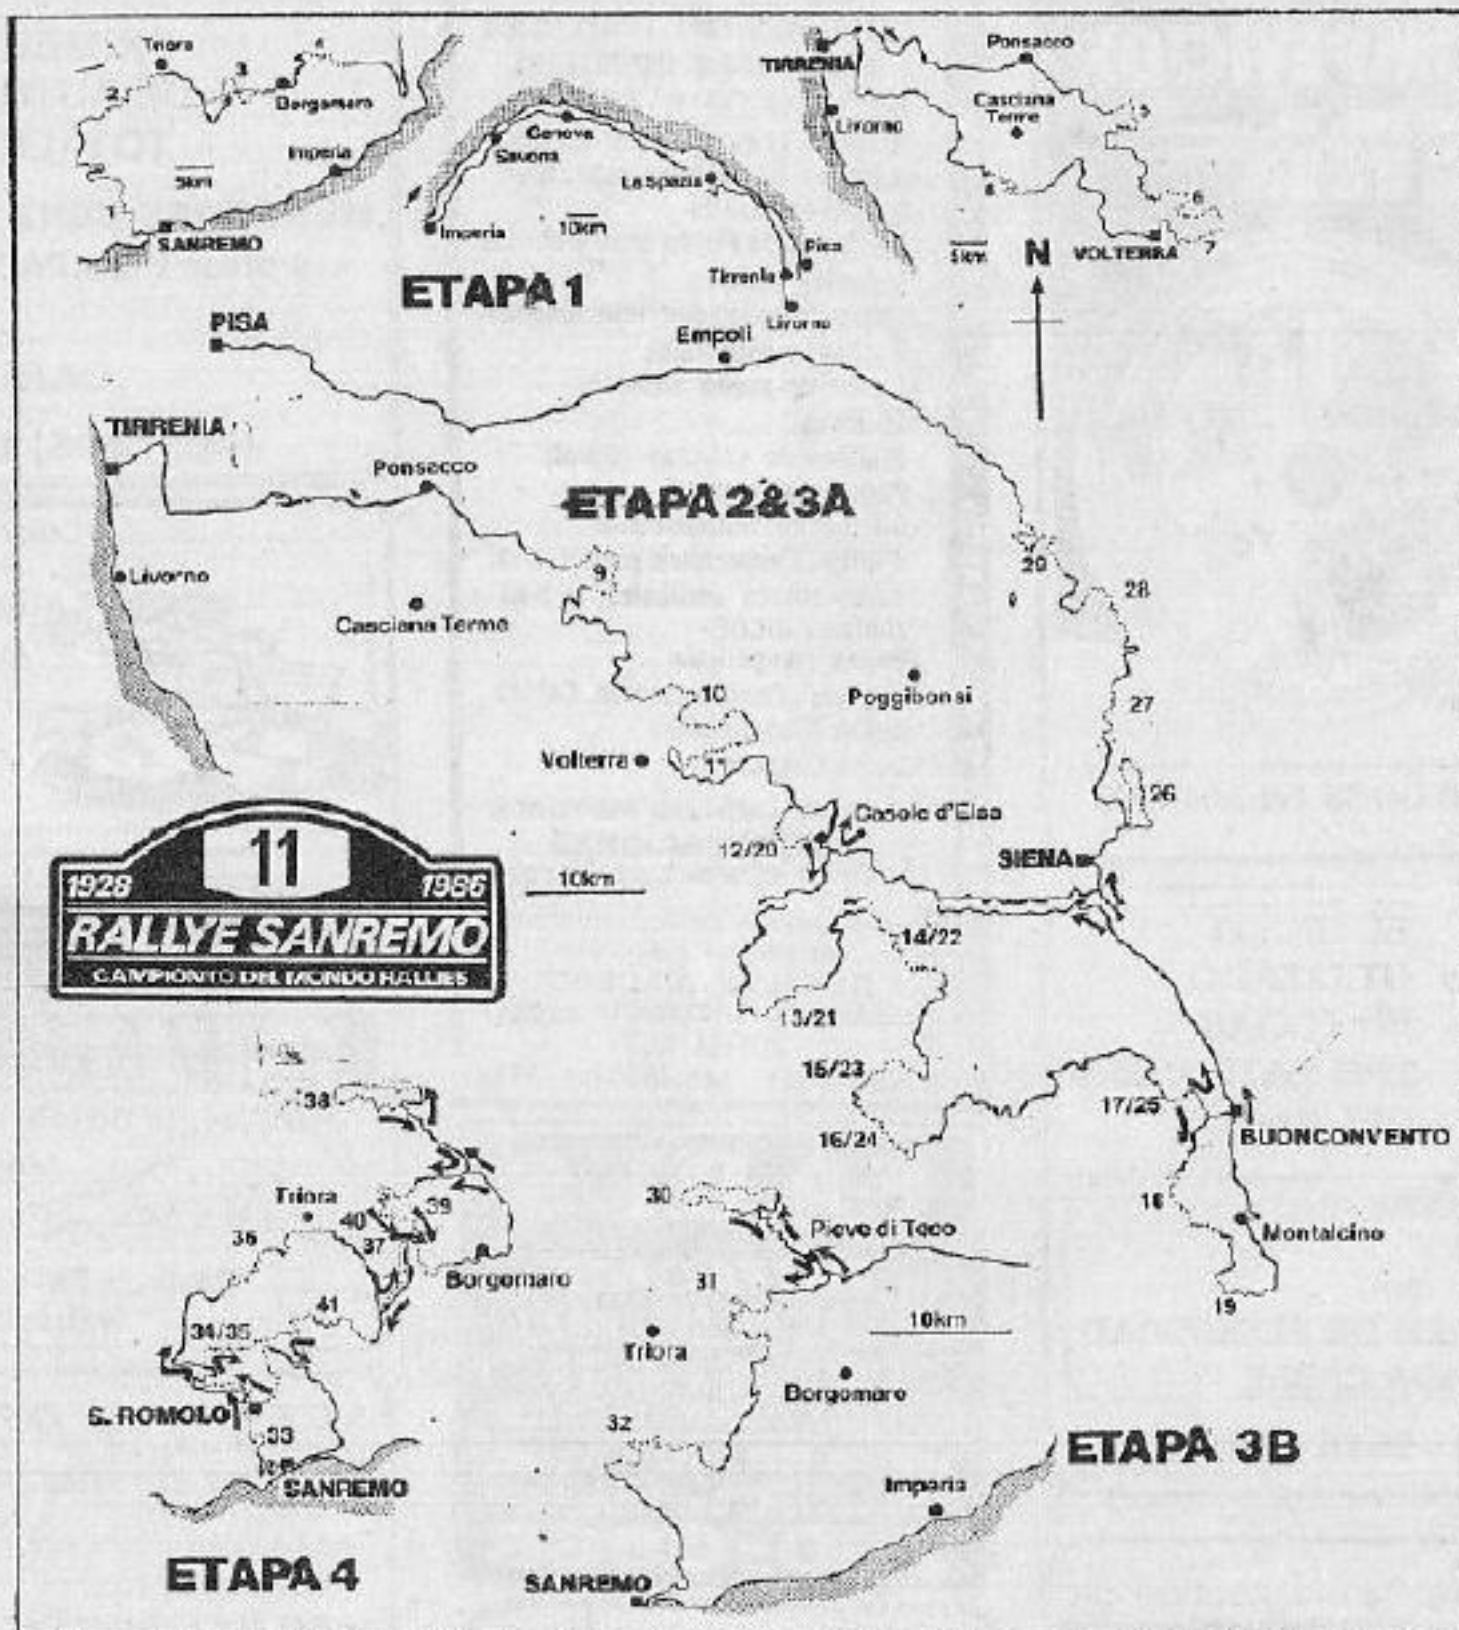 Triora
2
3
4
5
Borgomaro
2
5km
Imperia
1
SANREMO
Genova
Savona
La Spezia
Imperia
10km
Pisa
Tirrenia
Livorno
ETAPA 1
TIRRENIA
Ponsacco
Livorno
Casciana
Terme
5
6
8
7
5km
N
VOLTERRA
PISA
Empoli
TIRRENIA
Ponsacco
ETAPA 2&3A
Livorno
Casciana Terme
9
29
28
10
Poggibonsi
27
Volterra
11
26
Casole d'Elsa
12/20
SIENA
10km
14/22
13/21
15/23
16/24
17/25
BUONCONVENTO
18
Montalcino
19
11
1928
1986
RALLYE SANREMO
CAMPIONTO DEL MONDO RALLIES
38
Triora
39
40
36
37
Borgomaro
41
34/35
S. ROMOLO
33
SANREMO
ETAPA 4
30
Pieve di Teco
31
10km
Triora
Borgomaro
32
ETAPA 3B
Imperia
SANREMO